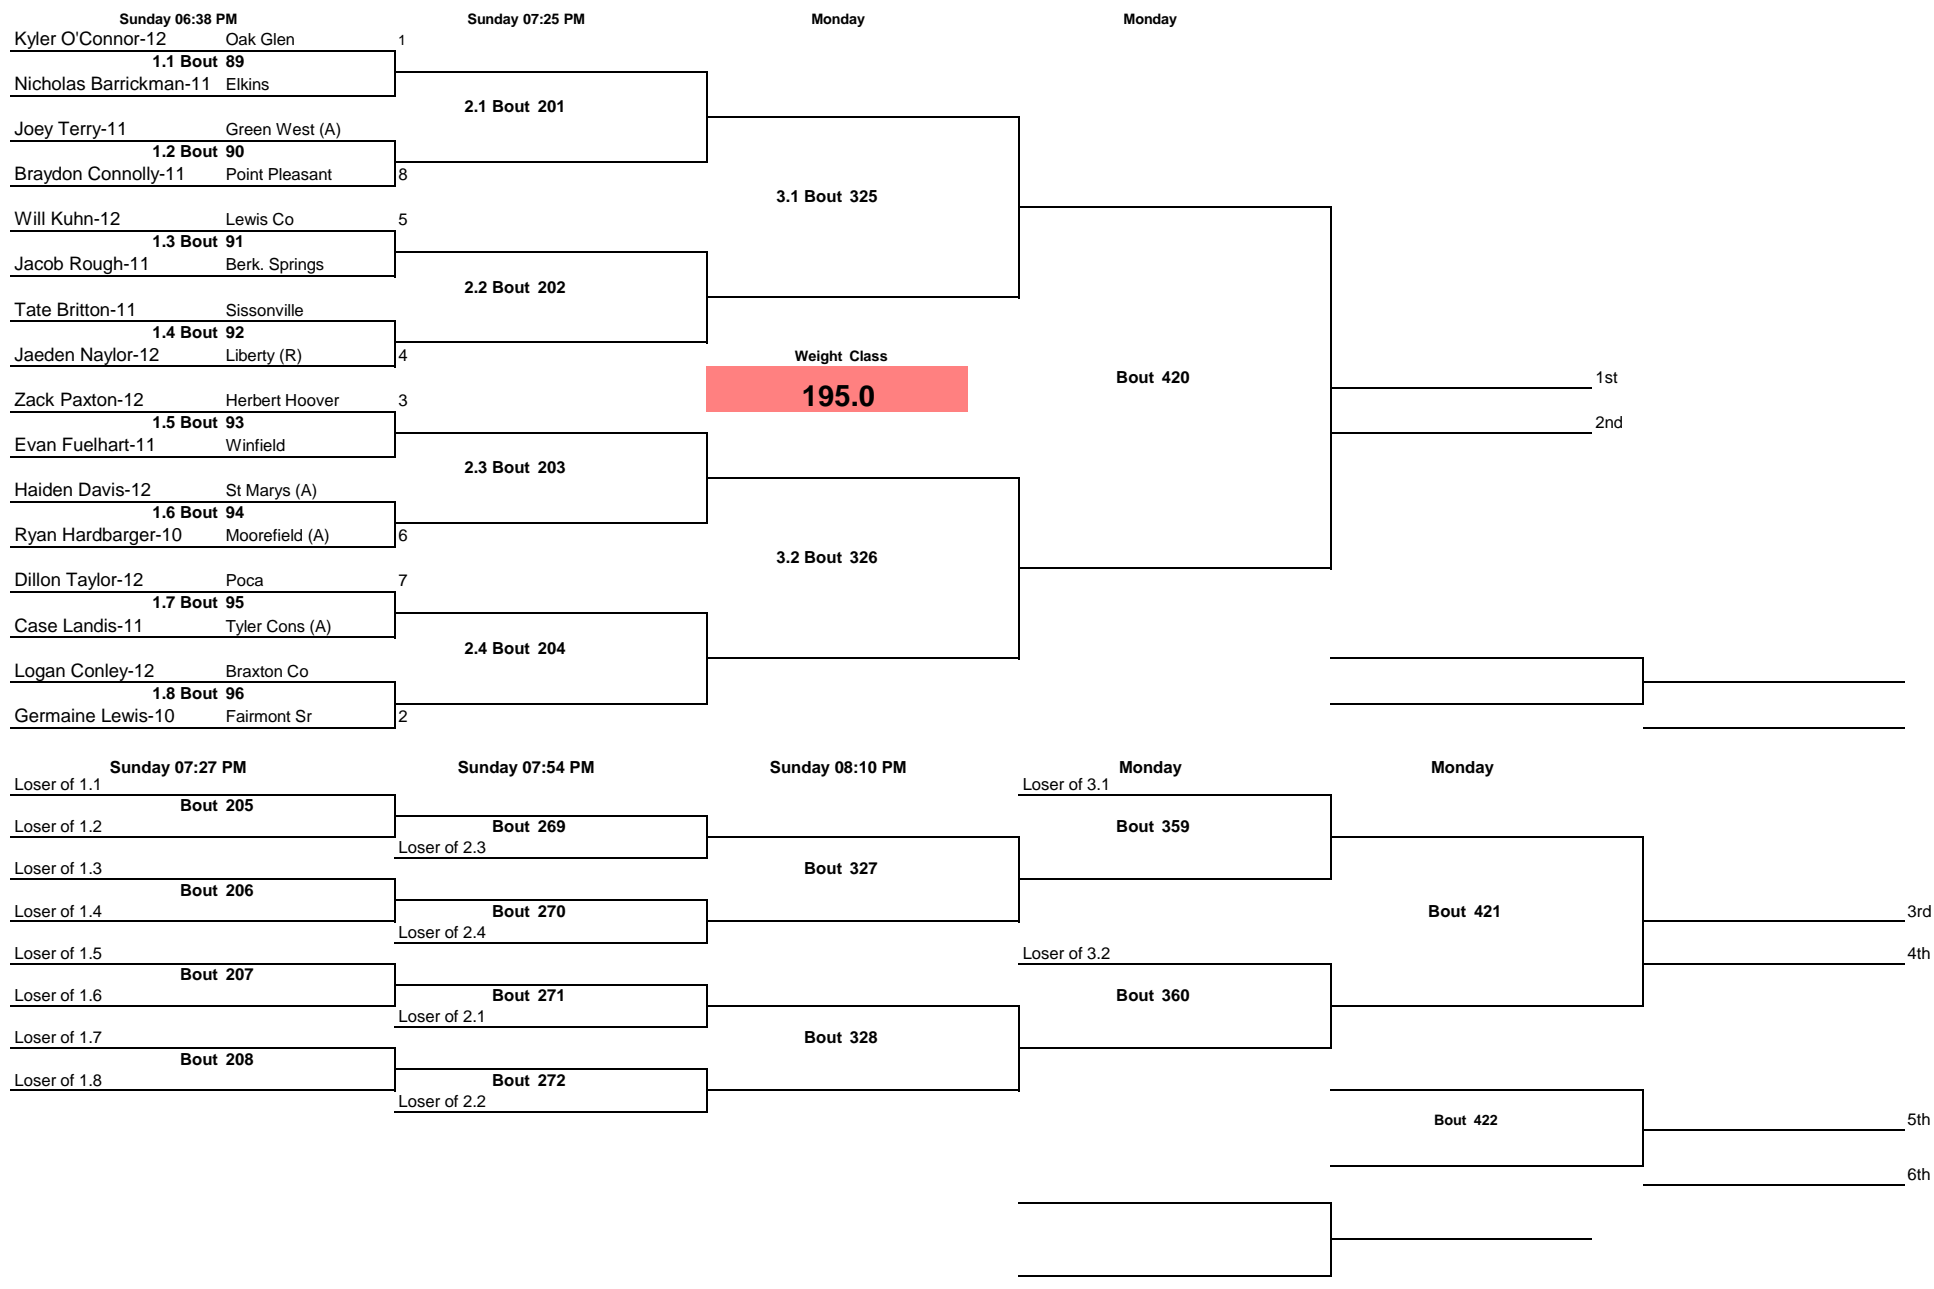 Sunday 06:38 PM Sunday 07:25 PM Monday Monday
Kyler O'Connor-12 Oak Glen 1
1.1 Bout 89
Nicholas Barrickman-11 Elkins
2.1 Bout 201
Joey Terry-11 Green West (A)
1.2 Bout 90
Braydon Connolly-11 Point Pleasant 8
3.1 Bout 325
Will Kuhn-12 Lewis Co 5
1.3 Bout 91
Jacob Rough-11 Berk. Springs
2.2 Bout 202
Tate Britton-11 Sissonville
1.4 Bout 92
Jaeden Naylor-12 Liberty (R) 4 Weight Class
Bout 420 1st
195.0
Zack Paxton-12 Herbert Hoover 3
1.5 Bout 93 2nd
Evan Fuelhart-11 Winfield
2.3 Bout 203
Haiden Davis-12 St Marys (A)
1.6 Bout 94
Ryan Hardbarger-10 Moorefield (A) 6
3.2 Bout 326
Dillon Taylor-12 Poca 7
1.7 Bout 95
Case Landis-11 Tyler Cons (A)
2.4 Bout 204
Logan Conley-12 Braxton Co
1.8 Bout 96
Germaine Lewis-10 Fairmont Sr 2
Sunday 07:27 PM Sunday 07:54 PM Sunday 08:10 PM Monday Monday
Loser of 1.1 Loser of 3.1
Bout 205
Loser of 1.2 Bout 269 Bout 359
Loser of 2.3
Loser of 1.3 Bout 327
Bout 206
Loser of 1.4 Bout 270 Bout 421 3rd
Loser of 2.4
Loser of 1.5 Loser of 3.2 4th
Bout 207
Loser of 1.6 Bout 271 Bout 360
Loser of 2.1
Loser of 1.7 Bout 328
Bout 208
Loser of 1.8 Bout 272
Loser of 2.2
Bout 422 5th
6th